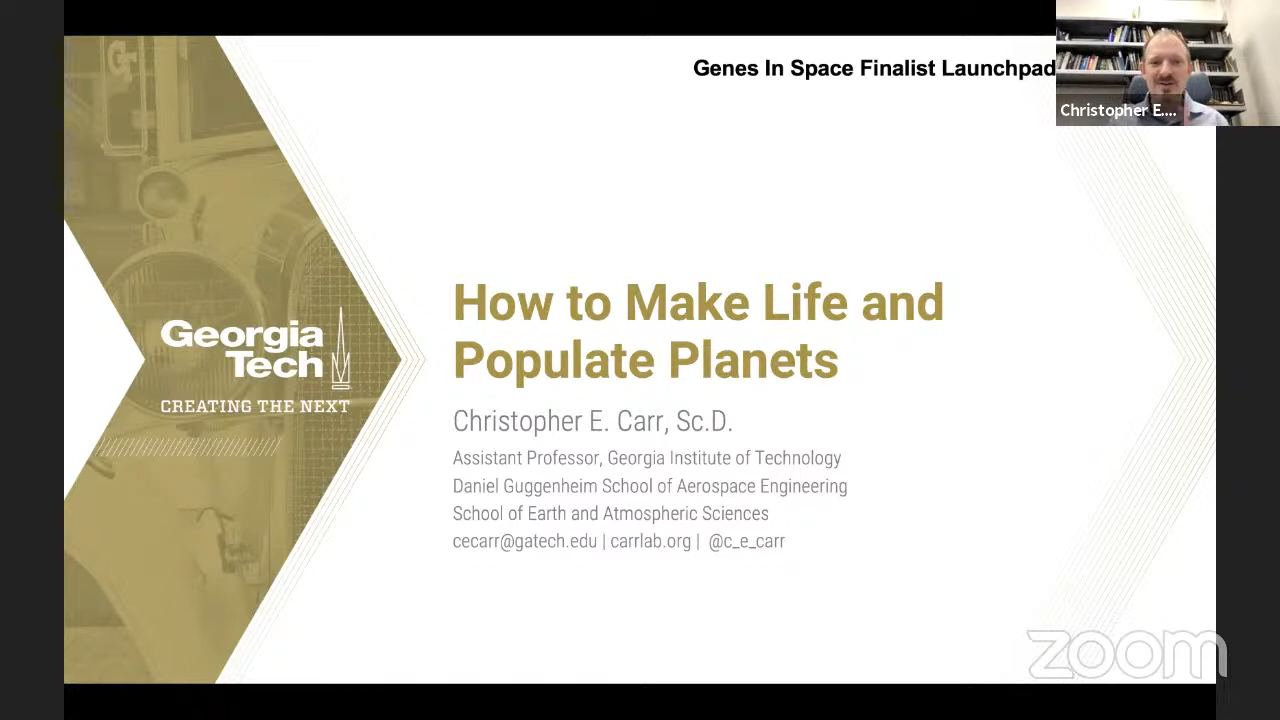 Genes In Space Finalist Launchpad
Christopher E....
Georgia
Tech
CREATING THE NEXT
How to Make Life and
Populate Planets
Christopher E. Carr, Sc.D.
Assistant Professor, Georgia Institute of Technology
Daniel Guggenheim School of Aerospace Engineering
School of Earth and Atmospheric Sciences
cecarr@gatech.edu | carrlab.org | @c_e_carr
zoom